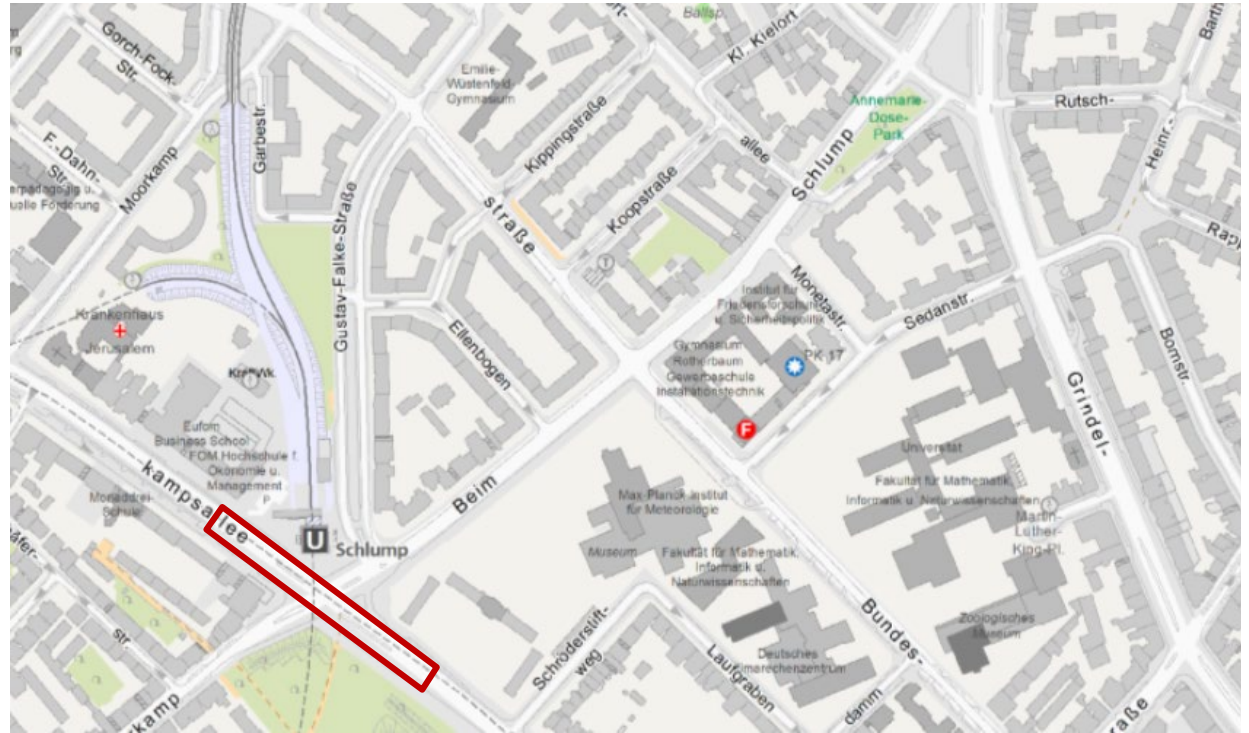 Gorch-Fock-
Str.
F.-Dahn-
Str.
Moorkamp
Garbestr.
Emilie-
Wüstenfeld-
Gymnasium
Ballsp.
Kl. Kielort
allee
Kippingstraße
Koopstraße
straße
Annemarie-
Dose-
Park
Schlump
Rutsch-
Heinr.-
Barth
Gustav-Falke-Straße
Ellenbogen
Krankenhaus
Jerusalem
Institut für
Friedensforschung
u. Sicherheitspolitik
Monetastr.
Sedanstr.
Gymnasium
Rotherbaum
Gewerbeschule
Installationstechnik
PK 17
F
Bornstr.
Grindel-
Business School
FOM Hochschule f.
Ökonomie u.
Management
P
kampsallee
U Schlump
Beim
Max-Planck-Institut
für Meteorologie
Museum
Fakultät für Mathematik,
Informatik u.
Naturwissenschaften
Universität
Fakultät für Mathematik,
Informatik u. Naturwissenschaften
Martin-
Luther-
King-Pl.
Zoologisches
Museum
Bundes-
Deutsches
Laufgraben
Schröderstift-
weg
damm
str.